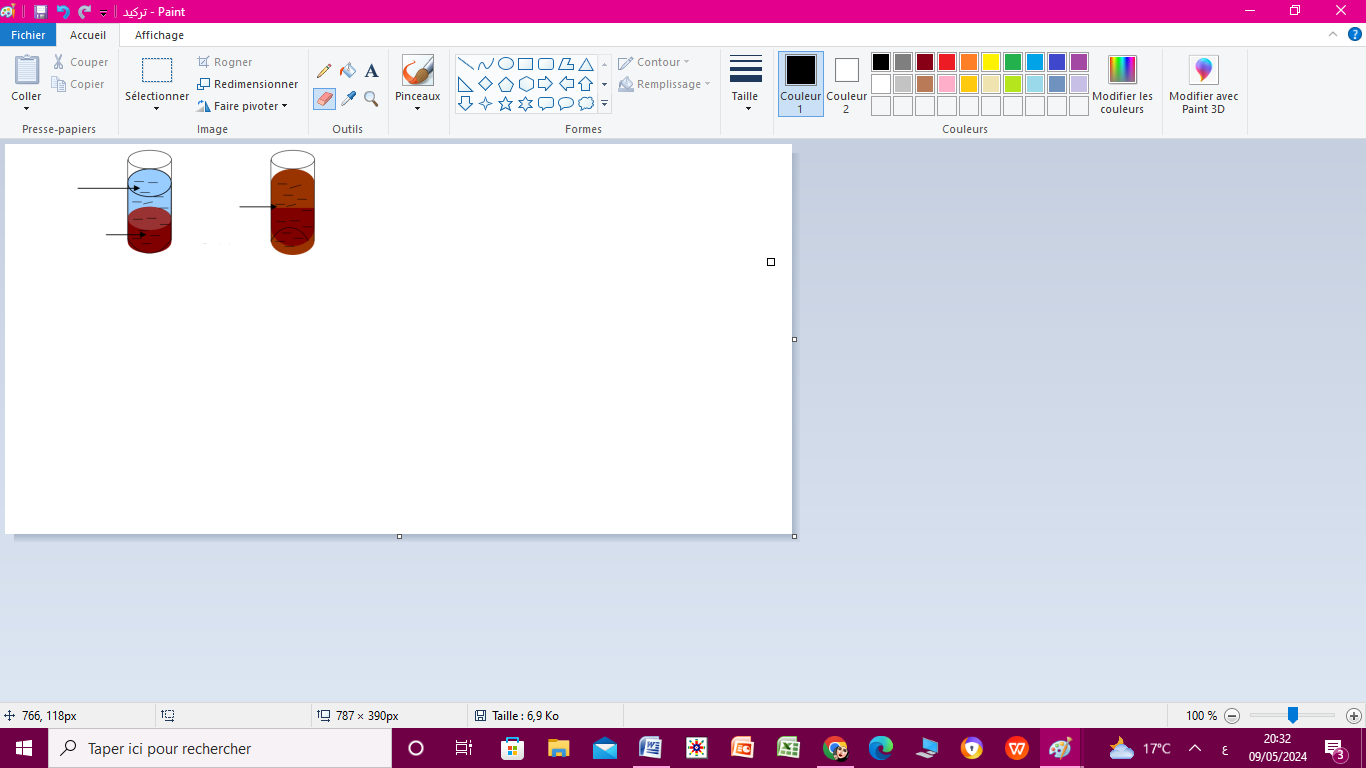 تركيد - Paint
Fichier
Accueil
Affichage
Coller
Couper
Copier
Presse-papiers
Sélectionner
Rogner
Redimensionner
Faire pivoter
Image
A
Outils
Pinceaux
Formes
Contour
Remplissage
Taille
Couleur 1
Couleur 2
Couleurs
Modifier les couleurs
Modifier avec Paint 3D
766, 118px
787 × 390px
Taille : 6,9 Ko
100 %
Taper ici pour rechercher
17°C
ع
20:32
09/05/2024
3